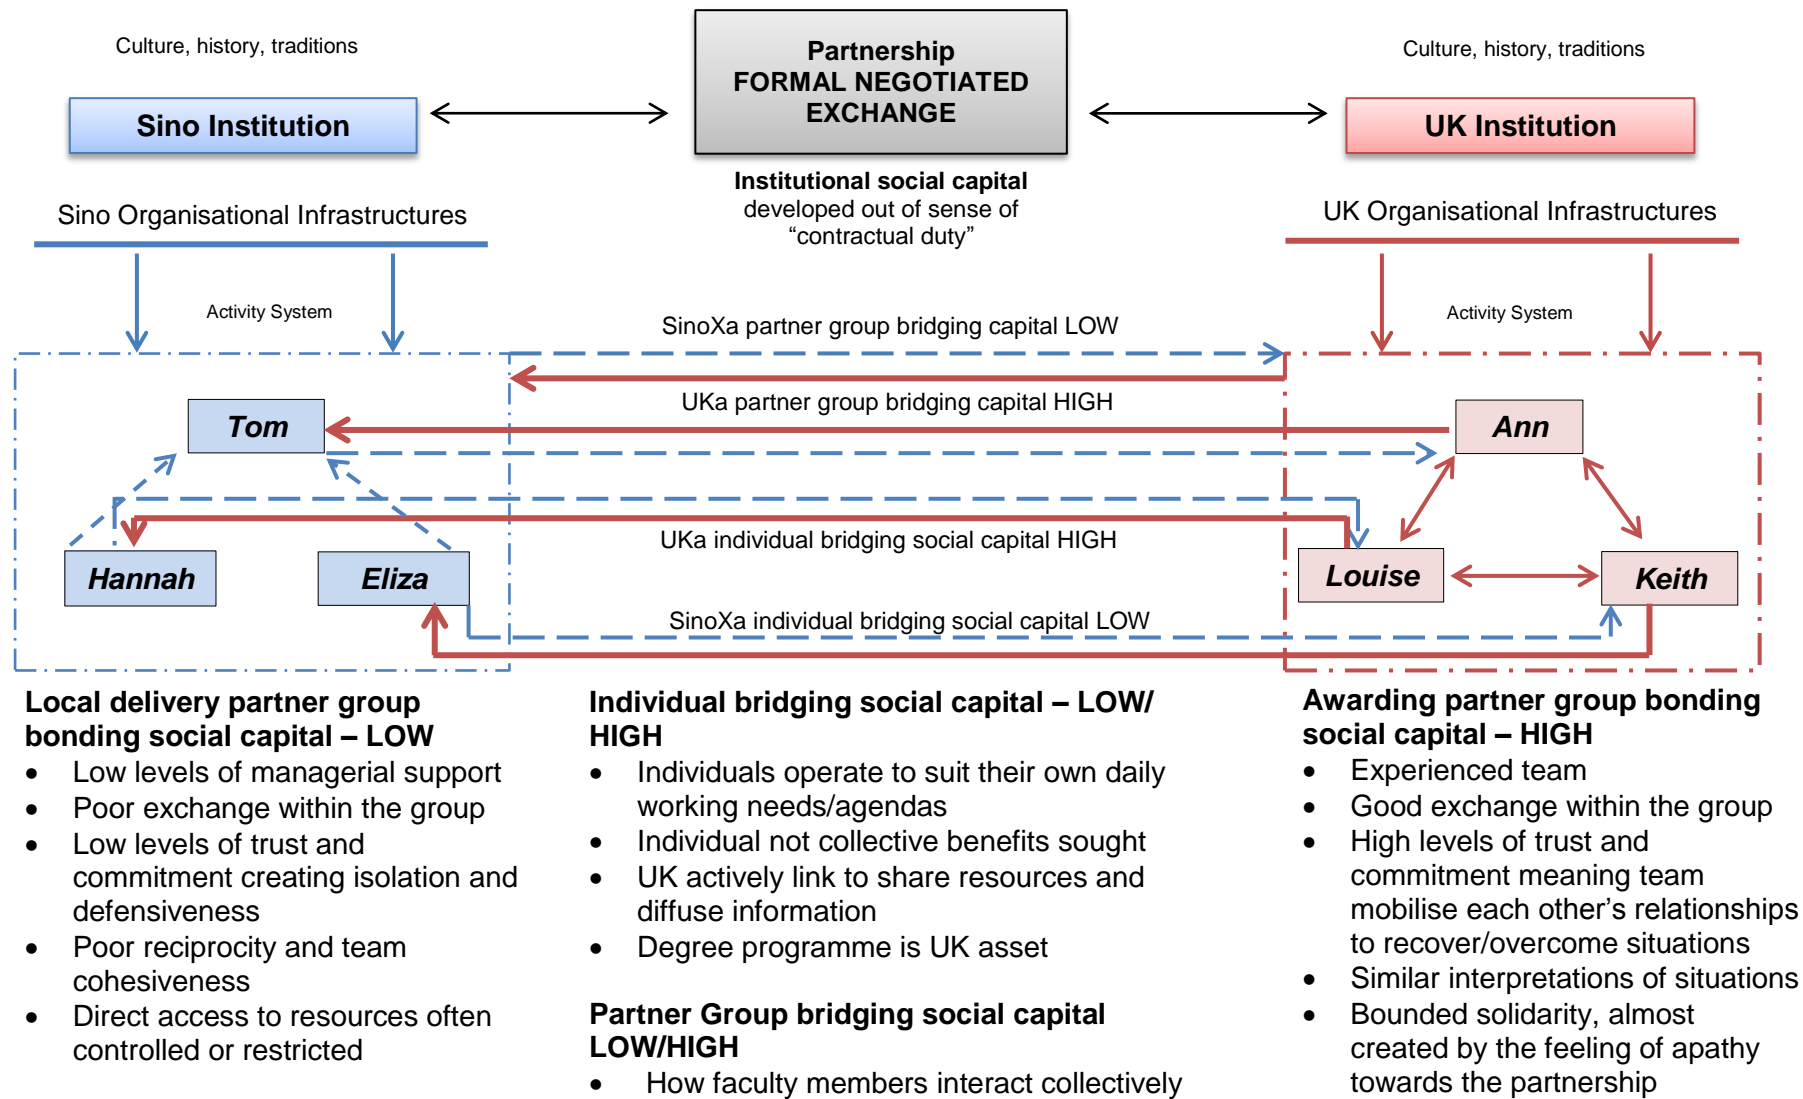 Culture, history, traditions
Partnership
FORMAL NEGOTIATED
EXCHANGE
Culture, history, traditions
Sino Institution
UK Institution
Institutional social capital
developed out of sense of
“contractual duty”
Sino Organisational Infrastructures
UK Organisational Infrastructures
Activity System
Activity System
SinoXa partner group bridging capital LOW
UKa partner group bridging capital HIGH
Tom
Ann
UKa individual bridging social capital HIGH
Hannah
Eliza
Louise
Keith
SinoXa individual bridging social capital LOW
Local delivery partner group
bonding social capital – LOW
• Low levels of managerial support
• Poor exchange within the group
• Low levels of trust and
commitment creating isolation and
defensiveness
• Poor reciprocity and team
cohesiveness
• Direct access to resources often
controlled or restricted
Individual bridging social capital – LOW/
HIGH
• Individuals operate to suit their own daily
working needs/agendas
• Individual not collective benefits sought
• UK actively link to share resources and
diffuse information
• Degree programme is UK asset
Partner Group bridging social capital
LOW/HIGH
• How faculty members interact collectively
Awarding partner group bonding
social capital – HIGH
• Experienced team
• Good exchange within the group
• High levels of trust and
commitment meaning team
mobilise each other’s relationships
to recover/overcome situations
• Similar interpretations of situations
• Bounded solidarity, almost
created by the feeling of apathy
towards the partnership